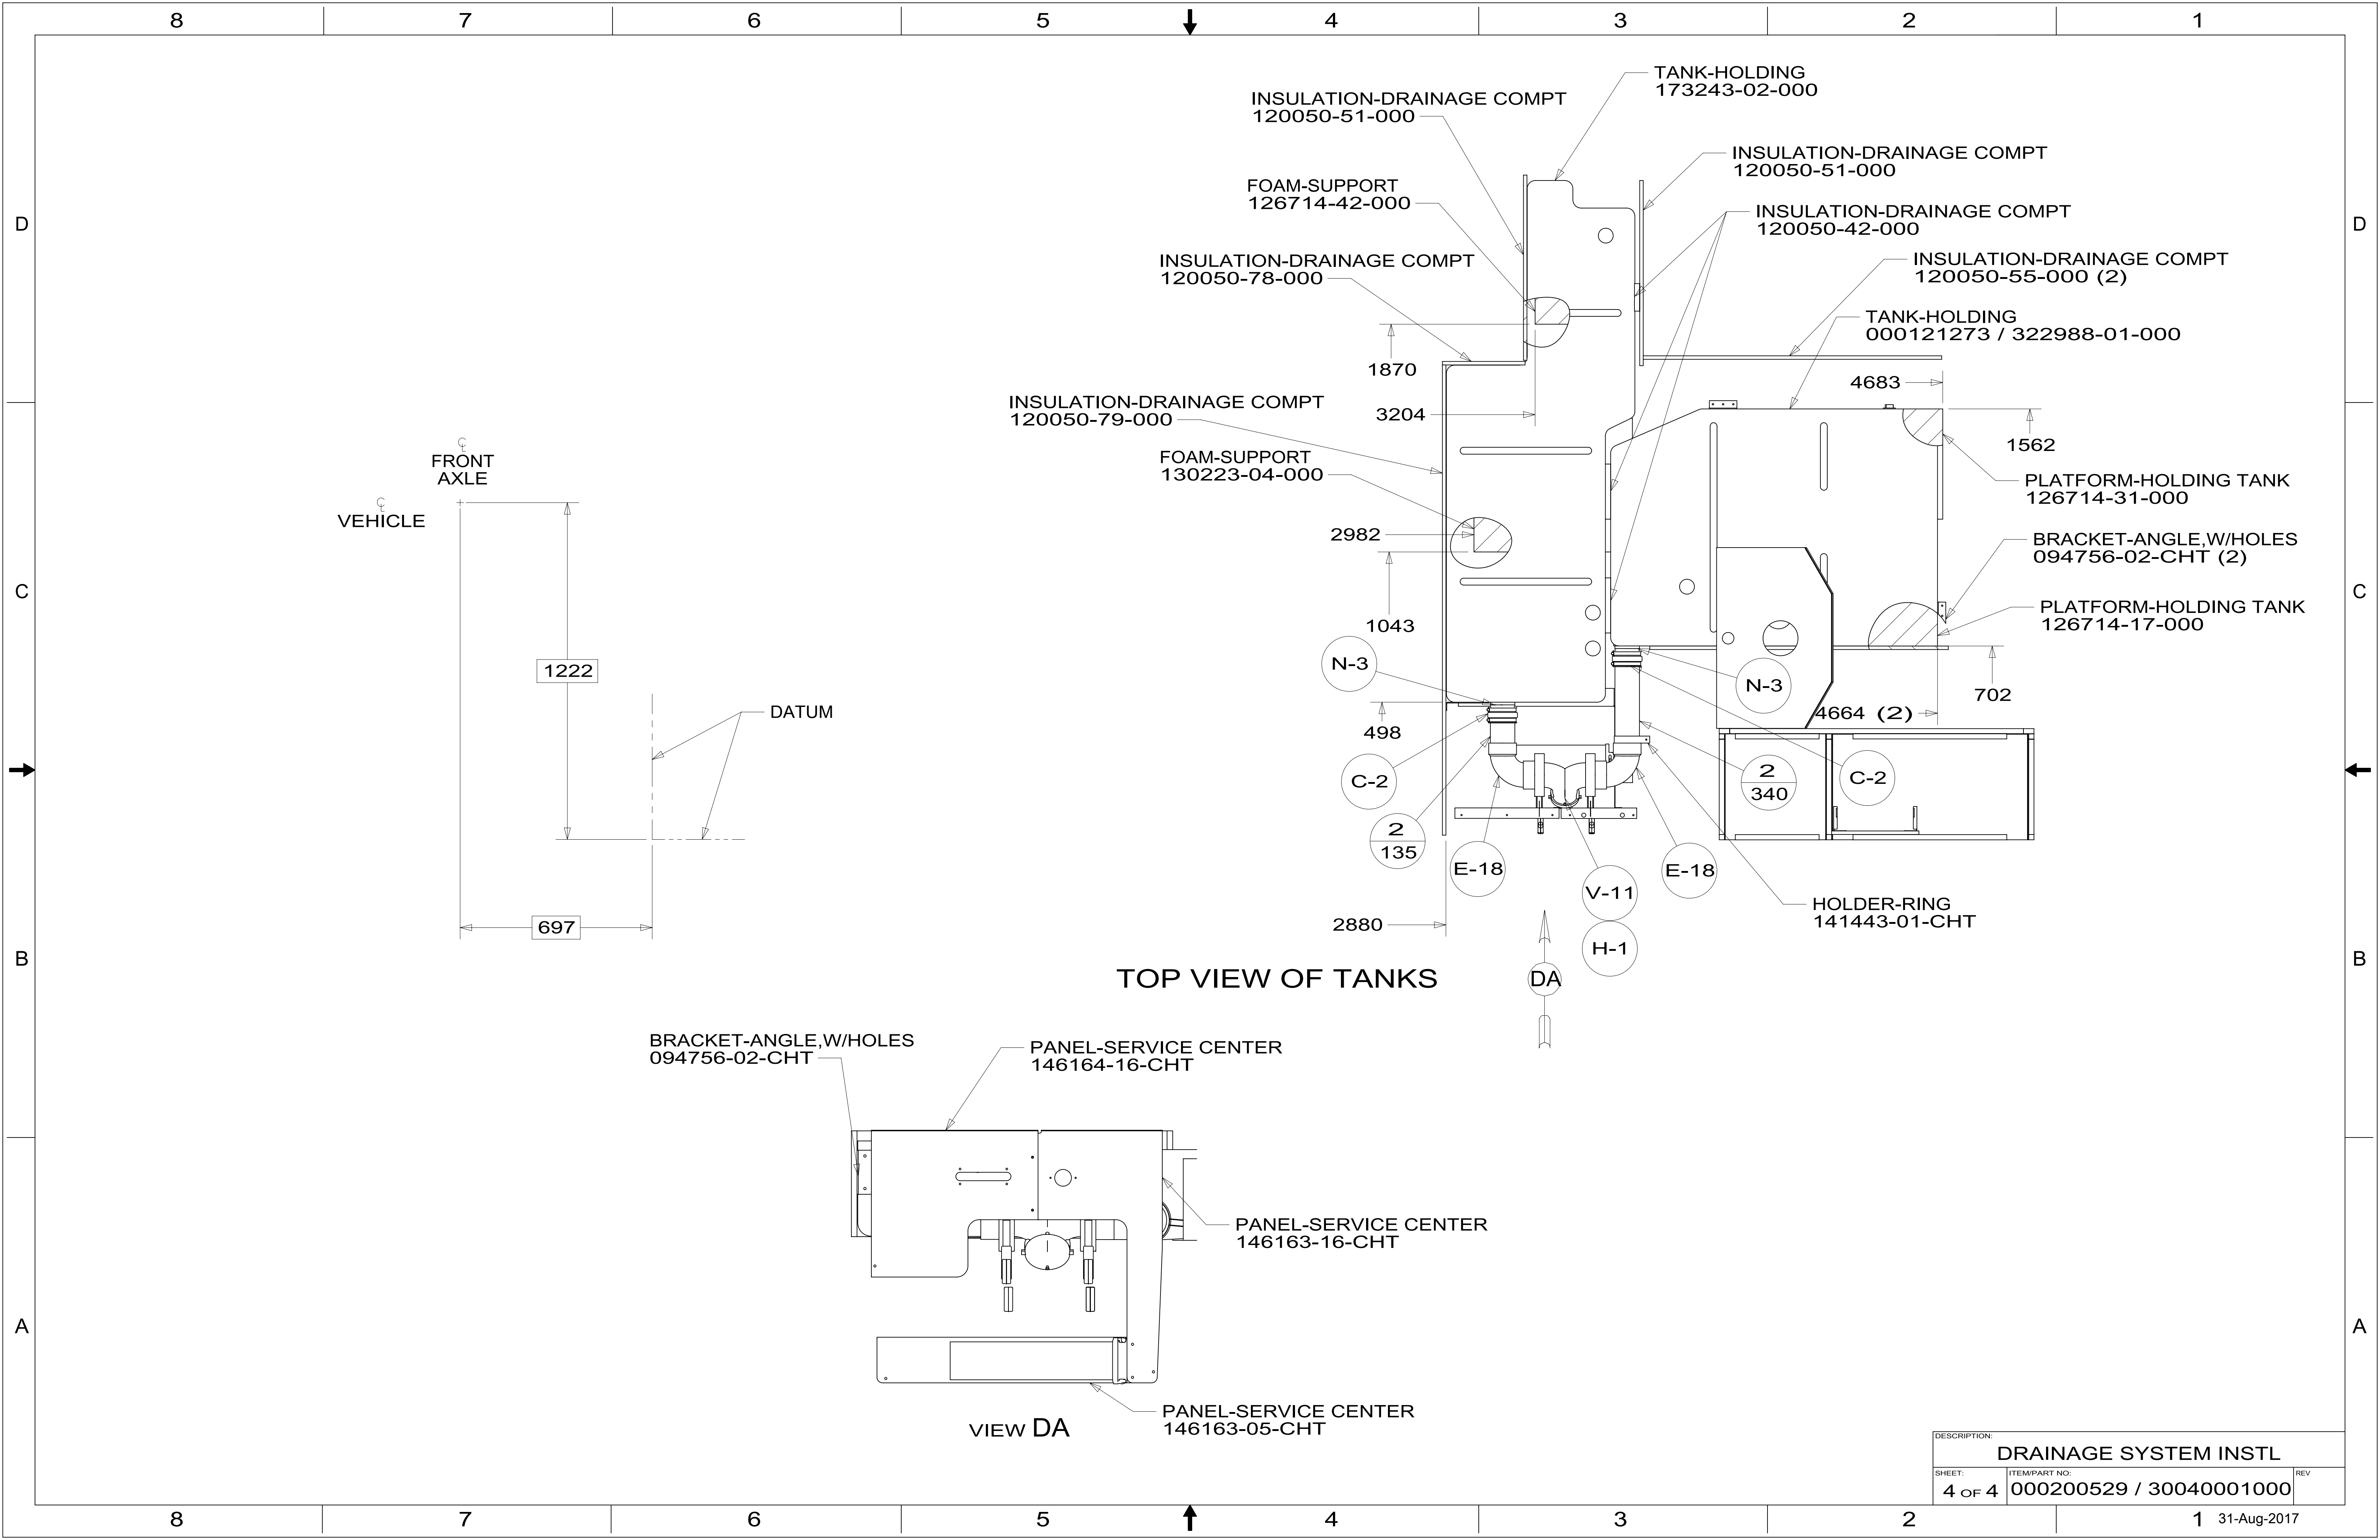 8 7 6 5 4 3 2 1
D
D
C
C
B
B
A
A
TANK-HOLDING
173243-02-000
INSULATION-DRAINAGE COMPT
120050-51-000
INSULATION-DRAINAGE COMPT
120050-51-000
FOAM-SUPPORT
126714-42-000
INSULATION-DRAINAGE COMPT
120050-42-000
INSULATION-DRAINAGE COMPT
120050-78-000
INSULATION-DRAINAGE COMPT
120050-55-000 (2)
TANK-HOLDING
000121273 / 322988-01-000
1870
4683
3204
INSULATION-DRAINAGE COMPT
120050-79-000
1562
FOAM-SUPPORT
130223-04-000
PLATFORM-HOLDING TANK
126714-31-000
2982
BRACKET-ANGLE,W/HOLES
094756-02-CHT (2)
1043
PLATFORM-HOLDING TANK
126714-17-000
N-3
N-3
702
4664 (2)
498
C-2
2
340
C-2
2
135
E-18
E-18
V-11
H-1
HOLDER-RING
141443-01-CHT
2880
DA
TOP VIEW OF TANKS
℄
FRONT
AXLE
℄
VEHICLE
1222
DATUM
697
BRACKET-ANGLE,W/HOLES
094756-02-CHT
PANEL-SERVICE CENTER
146164-16-CHT
PANEL-SERVICE CENTER
146163-16-CHT
PANEL-SERVICE CENTER
146163-05-CHT
VIEW DA
DESCRIPTION:
DRAINAGE SYSTEM INSTL
SHEET:
4 OF 4
ITEM/PART NO:
000200529 / 30040001000
REV
8 7 6 5 4 3 2 1
31-Aug-2017